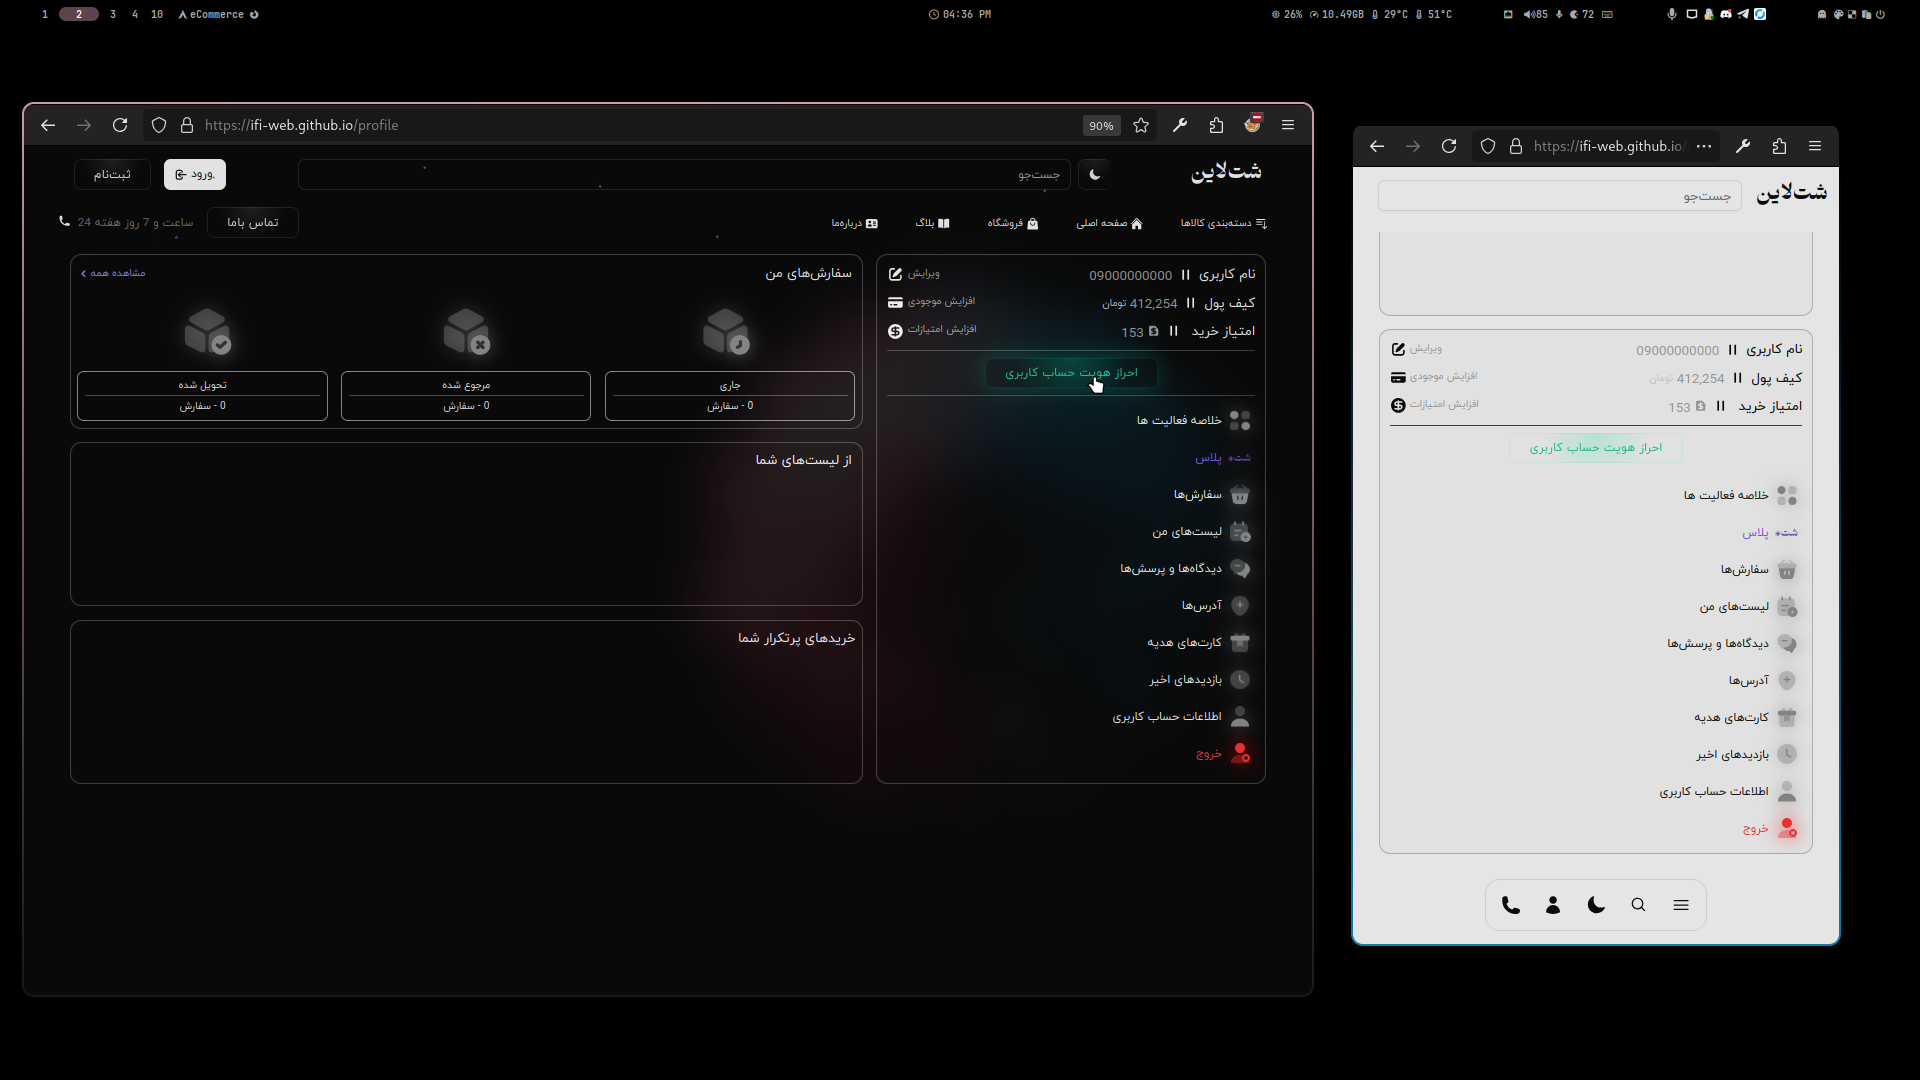 1 2 3 4 10 eCommerce
04:36 PM
26% 10.49GB 29°C 51°C 85 72
https://ifi-web.github.io/profile
90%
شت‌لاین
جست‌جو
ورود
ثبت‌نام
دسته‌بندی کالاها
صفحه اصلی
فروشگاه
بلاگ
درباره‌ما
تماس باما
24 ساعت و 7 روز هفته
نام کاربری 09000000000 ویرایش
کیف پول 412,254 تومان افزایش موجودی
امتیاز خرید 153 افزایش امتیازات
احراز هویت حساب کاربری
خلاصه فعالیت ها
شت+ پلاس
سفارش‌ها
لیست‌های من
دیدگاه‌ها و پرسش‌ها
آدرس‌ها
کارت‌های هدیه
بازدیدهای اخیر
اطلاعات حساب کاربری
خروج
سفارش‌های من
مشاهده همه
جاری
0 - سفارش
مرجوع شده
0 - سفارش
تحویل شده
0 - سفارش
از لیست‌های شما
خریدهای پرتکرار شما
https://ifi-web.github.io/
شت‌لاین
جست‌جو
نام کاربری 09000000000 ویرایش
کیف پول 412,254 تومان افزایش موجودی
امتیاز خرید 153 افزایش امتیازات
احراز هویت حساب کاربری
خلاصه فعالیت ها
شت+ پلاس
سفارش‌ها
لیست‌های من
دیدگاه‌ها و پرسش‌ها
آدرس‌ها
کارت‌های هدیه
بازدیدهای اخیر
اطلاعات حساب کاربری
خروج